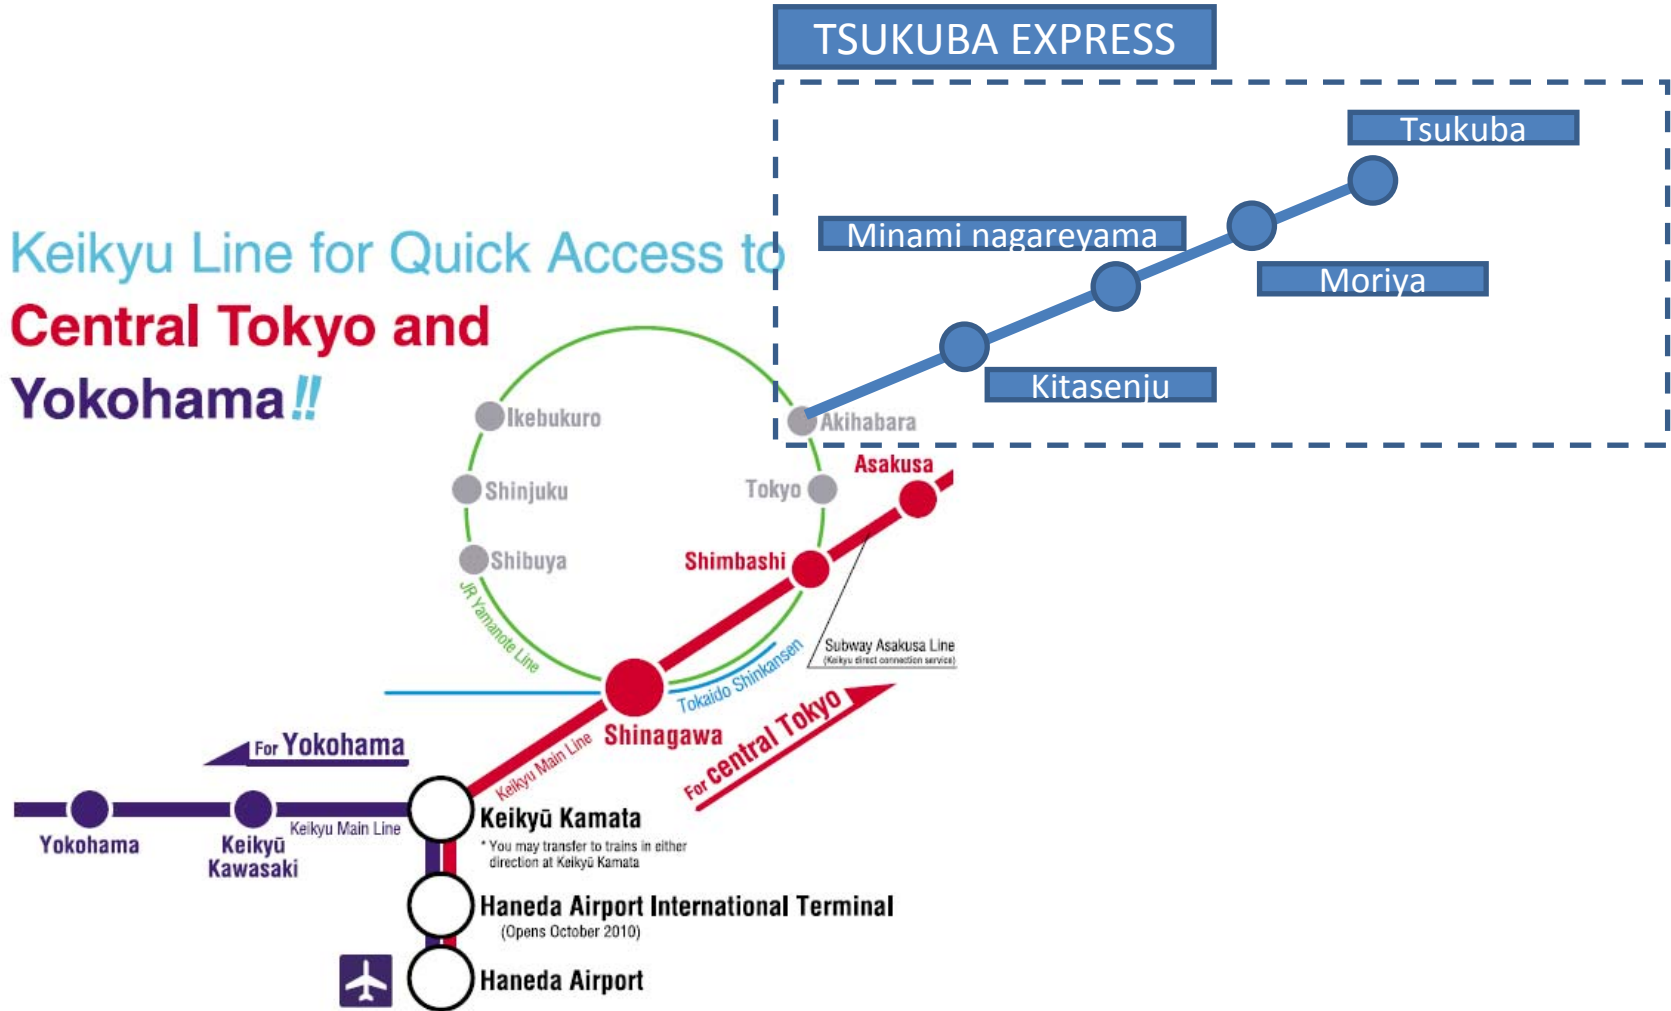 TSUKUBA EXPRESS
Tsukuba
Minami nagareyama
Moriya
Kitasenju
Keikyu Line for Quick Access to
Central Tokyo and
Yokohama!!
Ikebukuro
Akihabara
Asakusa
Shinjuku
Tokyo
Shibuya
Shimbashi
JR Yamanote Line
Subway Asakusa Line
(Keikyu direct connection service)
Tokaido Shinkansen
For central Tokyo
Shinagawa
Keikyu Main Line
For Yokohama
Keikyū Kamata
* You may transfer to trains in either
direction at Keikyū Kamata
Keikyu Main Line
Yokohama
Keikyū
Kawasaki
Haneda Airport International Terminal
(Opens October 2010)
Haneda Airport